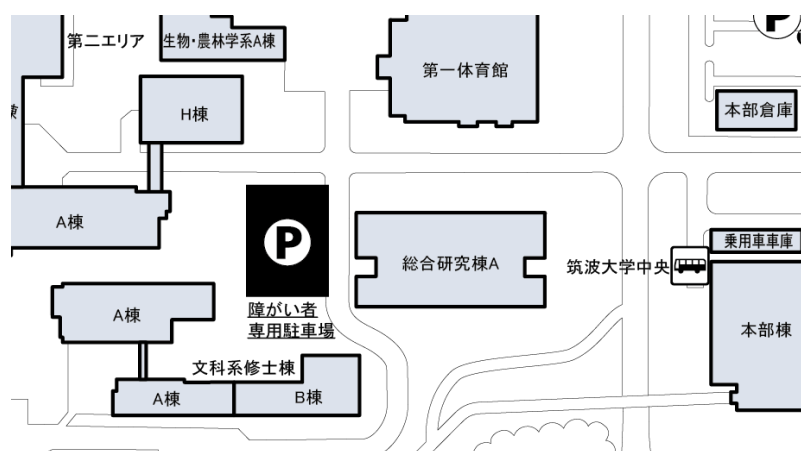 第二エリア
生物・農林学系A棟
第一体育館
P
H棟
本部倉庫
棟
A棟
P
総合研究棟A
筑波大学中央
乗用車車庫
障がい者
専用駐車場
A棟
本部棟
文科系修士棟
A棟
B棟